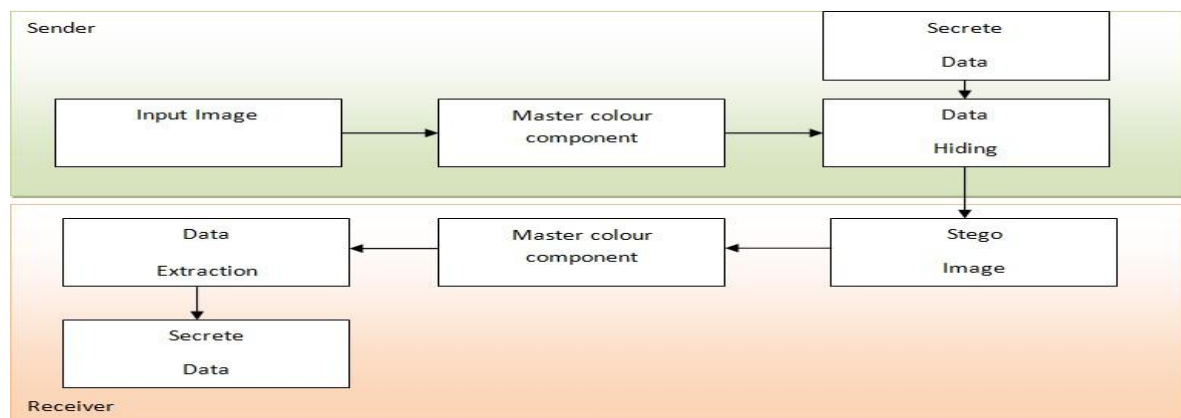 Sender
Secrete
Data
Input Image
Master colour
component
Data
Hiding
Data
Extraction
Master colour
component
Stego
Image
Secrete
Data
Receiver